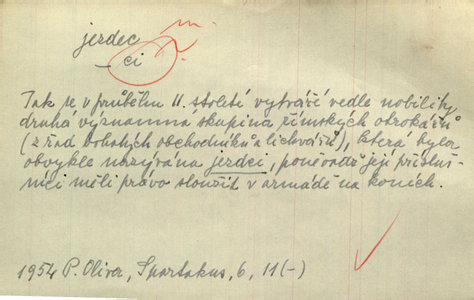 jezdec m.
– ci
Tak se v průběhu II. století vytváří vedle nobility
druhá významná skupina římských otrokářů
(z řad bohatých obchodníků a lichvářů), která byla
obvykle nazývána jezdci, poněvadž její přísluš-
níci měli právo sloužit v armádě na koních.
1954 P. Oliva, Spartakus, 6, 11 (–)